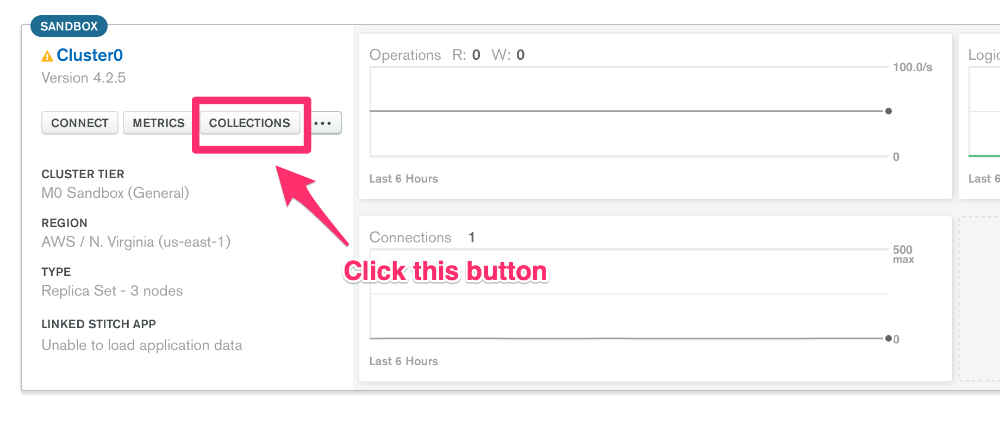 SANDBOX
Cluster0
Version 4.2.5
CONNECT METRICS COLLECTIONS ...
CLUSTER TIER
M0 Sandbox (General)
REGION
AWS / N. Virginia (us-east-1)
TYPE
Replica Set - 3 nodes
LINKED STITCH APP
Unable to load application data
Operations R: 0 W: 0
100.0/s
0
Last 6 Hours
Connections 1
500
max
Click this button
0
Last 6 Hours
Last 6